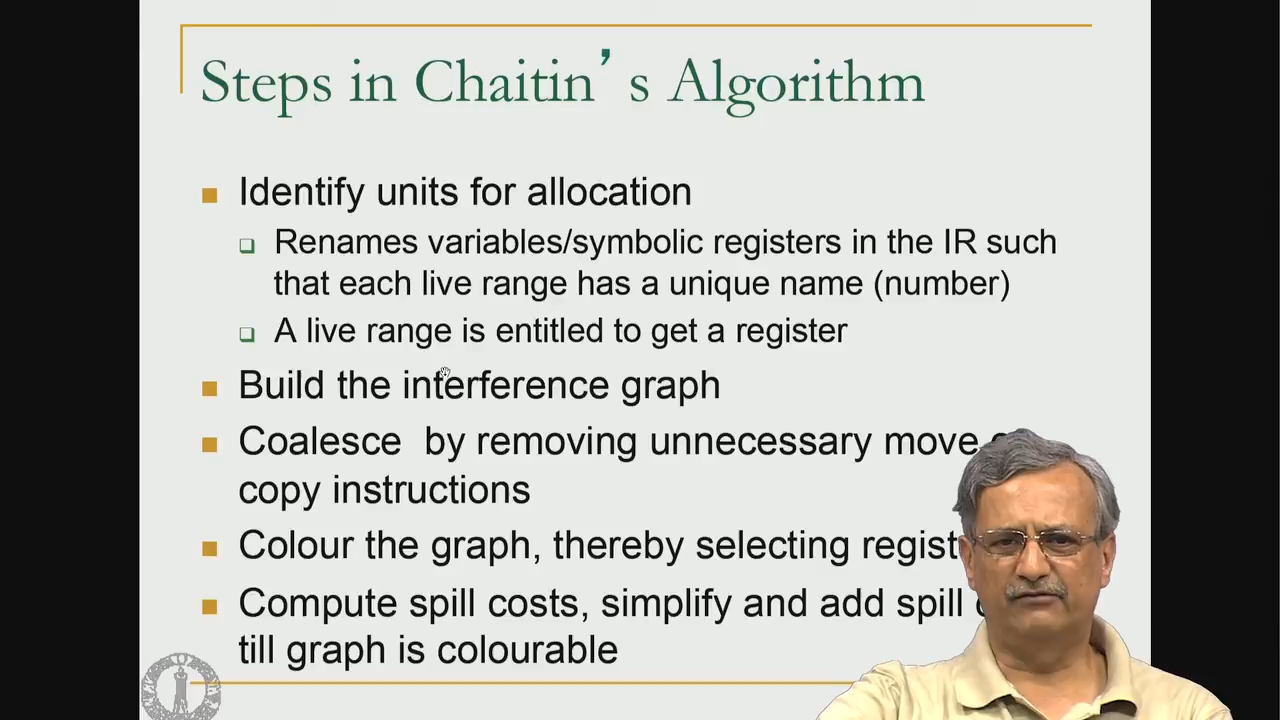 Steps in Chaitin’s Algorithm
Identify units for allocation
Renames variables/symbolic registers in the IR such
that each live range has a unique name (number)
A live range is entitled to get a register
Build the interference graph
Coalesce by removing unnecessary move
copy instructions
Colour the graph, thereby selecting
Compute spill costs, simplify and add spill
till graph is colourable